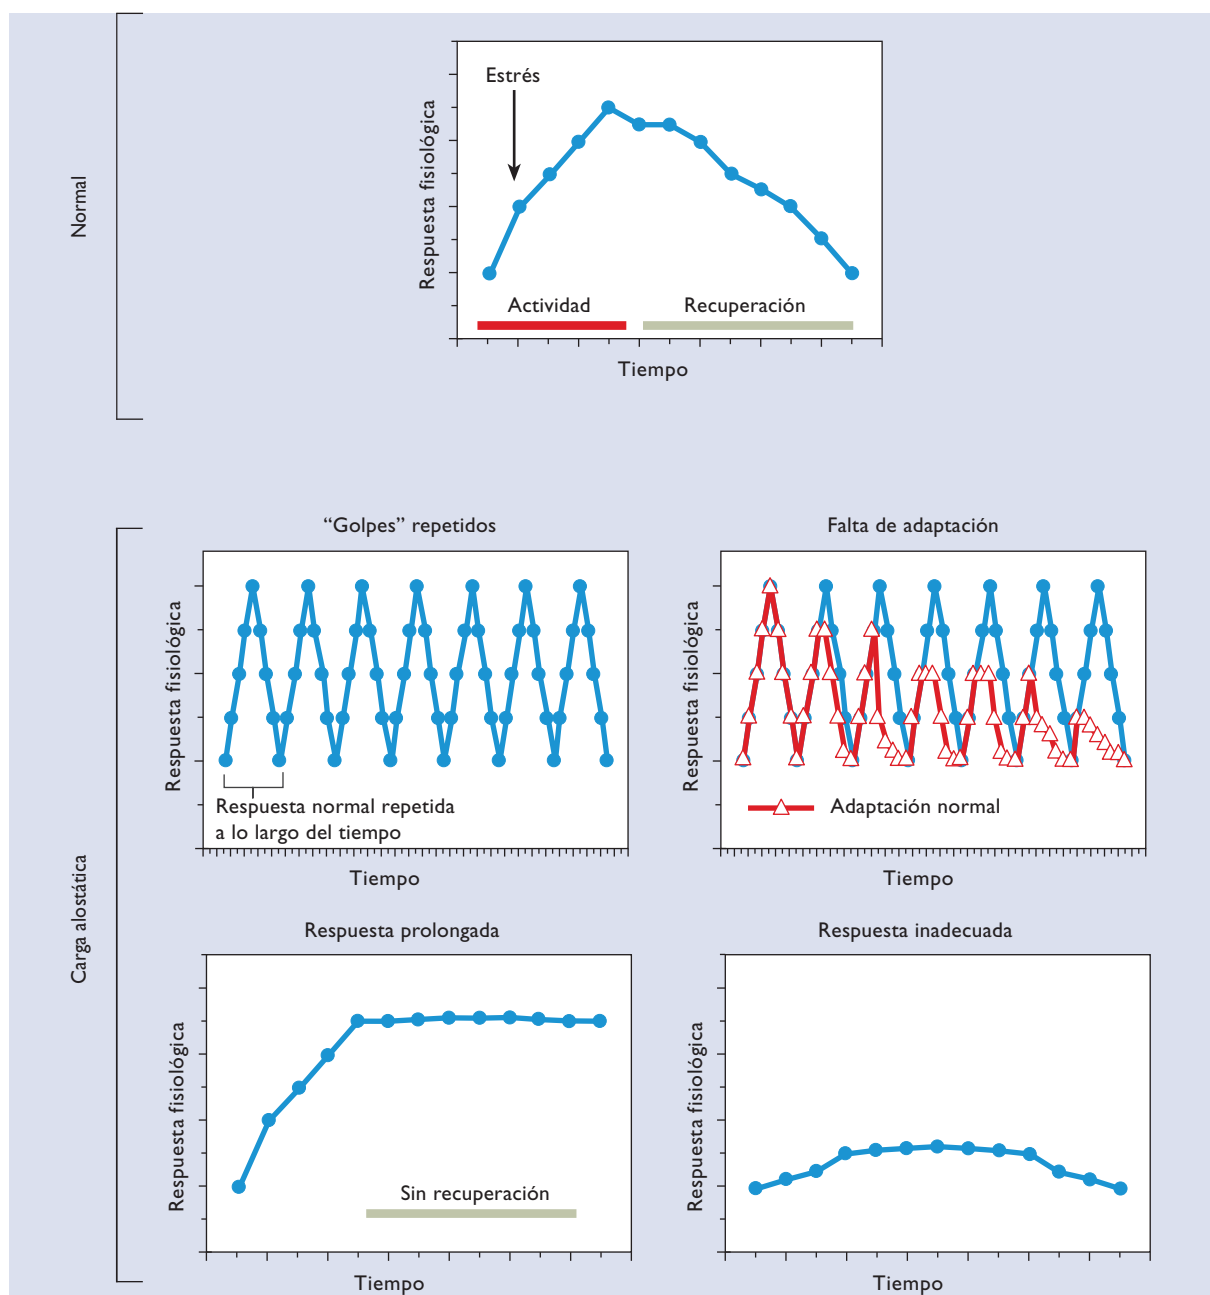 Normal
Estrés
Respuesta fisiológica
Actividad
Recuperación
Tiempo
Carga alostática
“Golpes” repetidos
Respuesta fisiológica
Respuesta normal repetida
a lo largo del tiempo
Tiempo
Falta de adaptación
Respuesta fisiológica
Adaptación normal
Tiempo
Respuesta prolongada
Respuesta fisiológica
Sin recuperación
Tiempo
Respuesta inadecuada
Respuesta fisiológica
Tiempo